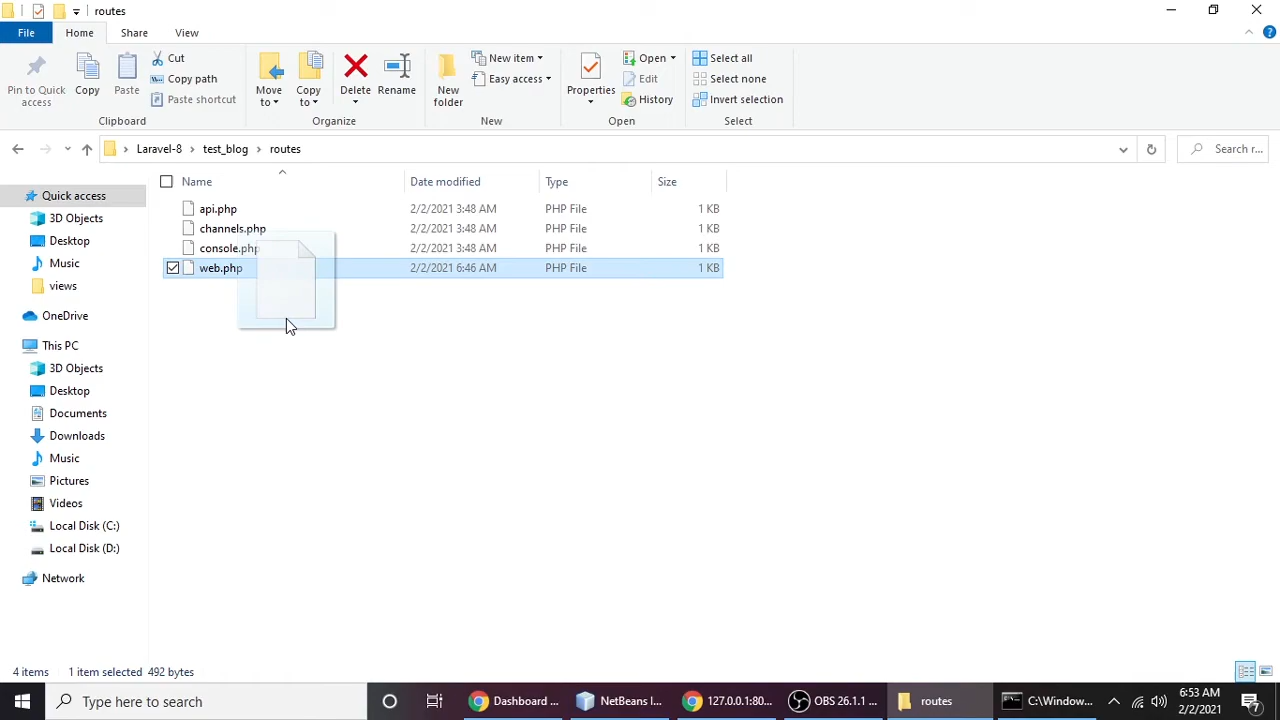 routes
File Home Share View
Pin to Quick access
Copy
Paste
Cut
Copy path
Paste shortcut
Clipboard
Move to
Copy to
Delete
Rename
Organize
New folder
New item
Easy access
New
Properties
Open
Edit
History
Open
Select all
Select none
Invert selection
Select
Laravel-8 test_blog routes
Search r...
Name Date modified Type Size
api.php 2/2/2021 3:48 AM PHP File 1 KB
channels.php 2/2/2021 3:48 AM PHP File 1 KB
console.php 2/2/2021 3:48 AM PHP File 1 KB
web.php 2/2/2021 6:46 AM PHP File 1 KB
Quick access
3D Objects
Desktop
Music
views
OneDrive
This PC
3D Objects
Desktop
Documents
Downloads
Music
Pictures
Videos
Local Disk (C:)
Local Disk (D:)
Network
4 items 1 item selected 492 bytes
Type here to search
Dashboard ...
NetBeans I...
127.0.0.1:80...
OBS 26.1.1 ...
routes
C:\Window...
6:53 AM
2/2/2021
7